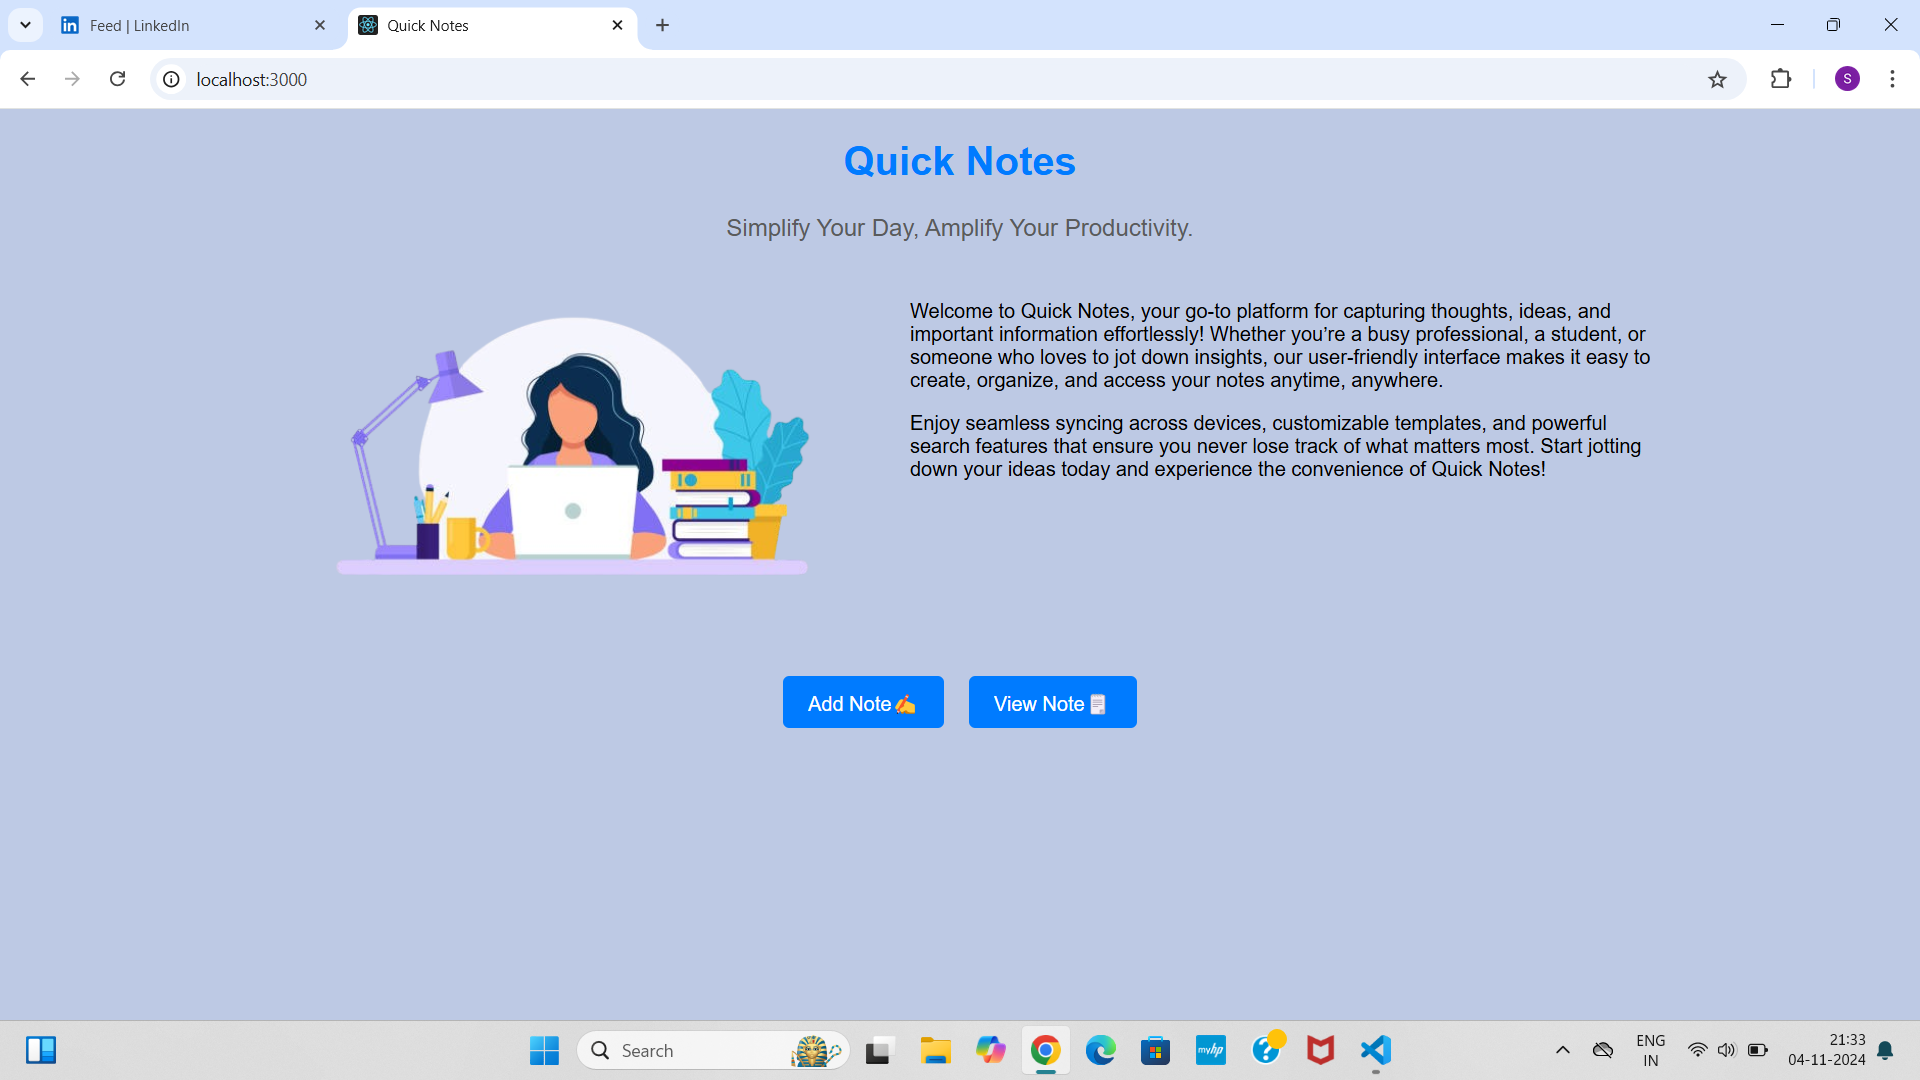 Feed | LinkedIn
Quick Notes
localhost:3000
S
Quick Notes
Simplify Your Day, Amplify Your Productivity.
Welcome to Quick Notes, your go-to platform for capturing thoughts, ideas, and
important information effortlessly! Whether you’re a busy professional, a student, or
someone who loves to jot down insights, our user-friendly interface makes it easy to
create, organize, and access your notes anytime, anywhere.
Enjoy seamless syncing across devices, customizable templates, and powerful
search features that ensure you never lose track of what matters most. Start jotting
down your ideas today and experience the convenience of Quick Notes!
Add Note✍️
View Note🗒️
Search
myhp
ENG
IN
21:33
04-11-2024